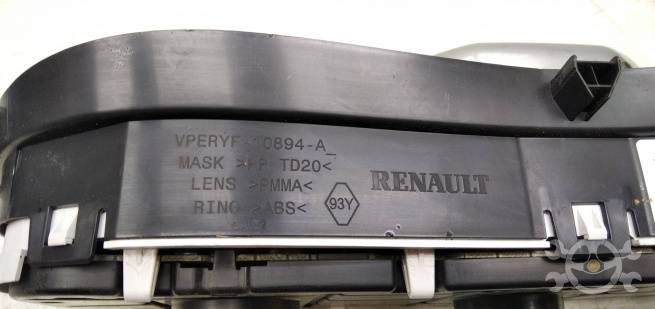 VPERYF-10894-A_
MASK >PP TD20<
LENS >PMMA<
RING >ABS<
93Y
RENAULT